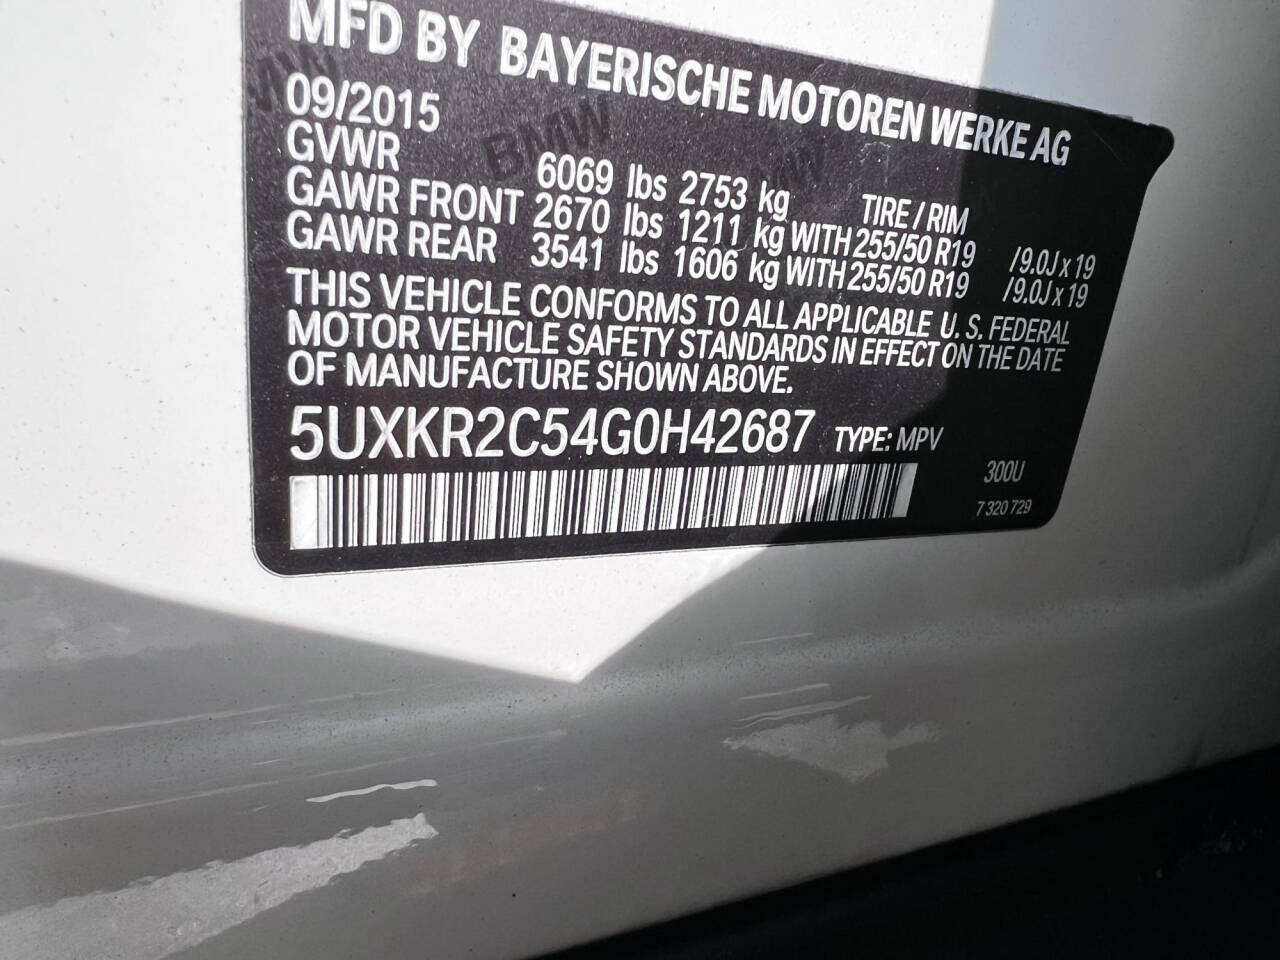 MFD BY BAYERISCHE MOTOREN WERKE AG
09/2015
GVWR 6069 lbs 2753 kg TIRE / RIM
GAWR FRONT 2670 lbs 1211 kg WITH 255/50 R19 /9.0J x 19
GAWR REAR 3541 lbs 1606 kg WITH 255/50 R19 /9.0J x 19
THIS VEHICLE CONFORMS TO ALL APPLICABLE U. S. FEDERAL
MOTOR VEHICLE SAFETY STANDARDS IN EFFECT ON THE DATE
OF MANUFACTURE SHOWN ABOVE.
5UXKR2C54G0H42687 TYPE: MPV
300U
7 320 729